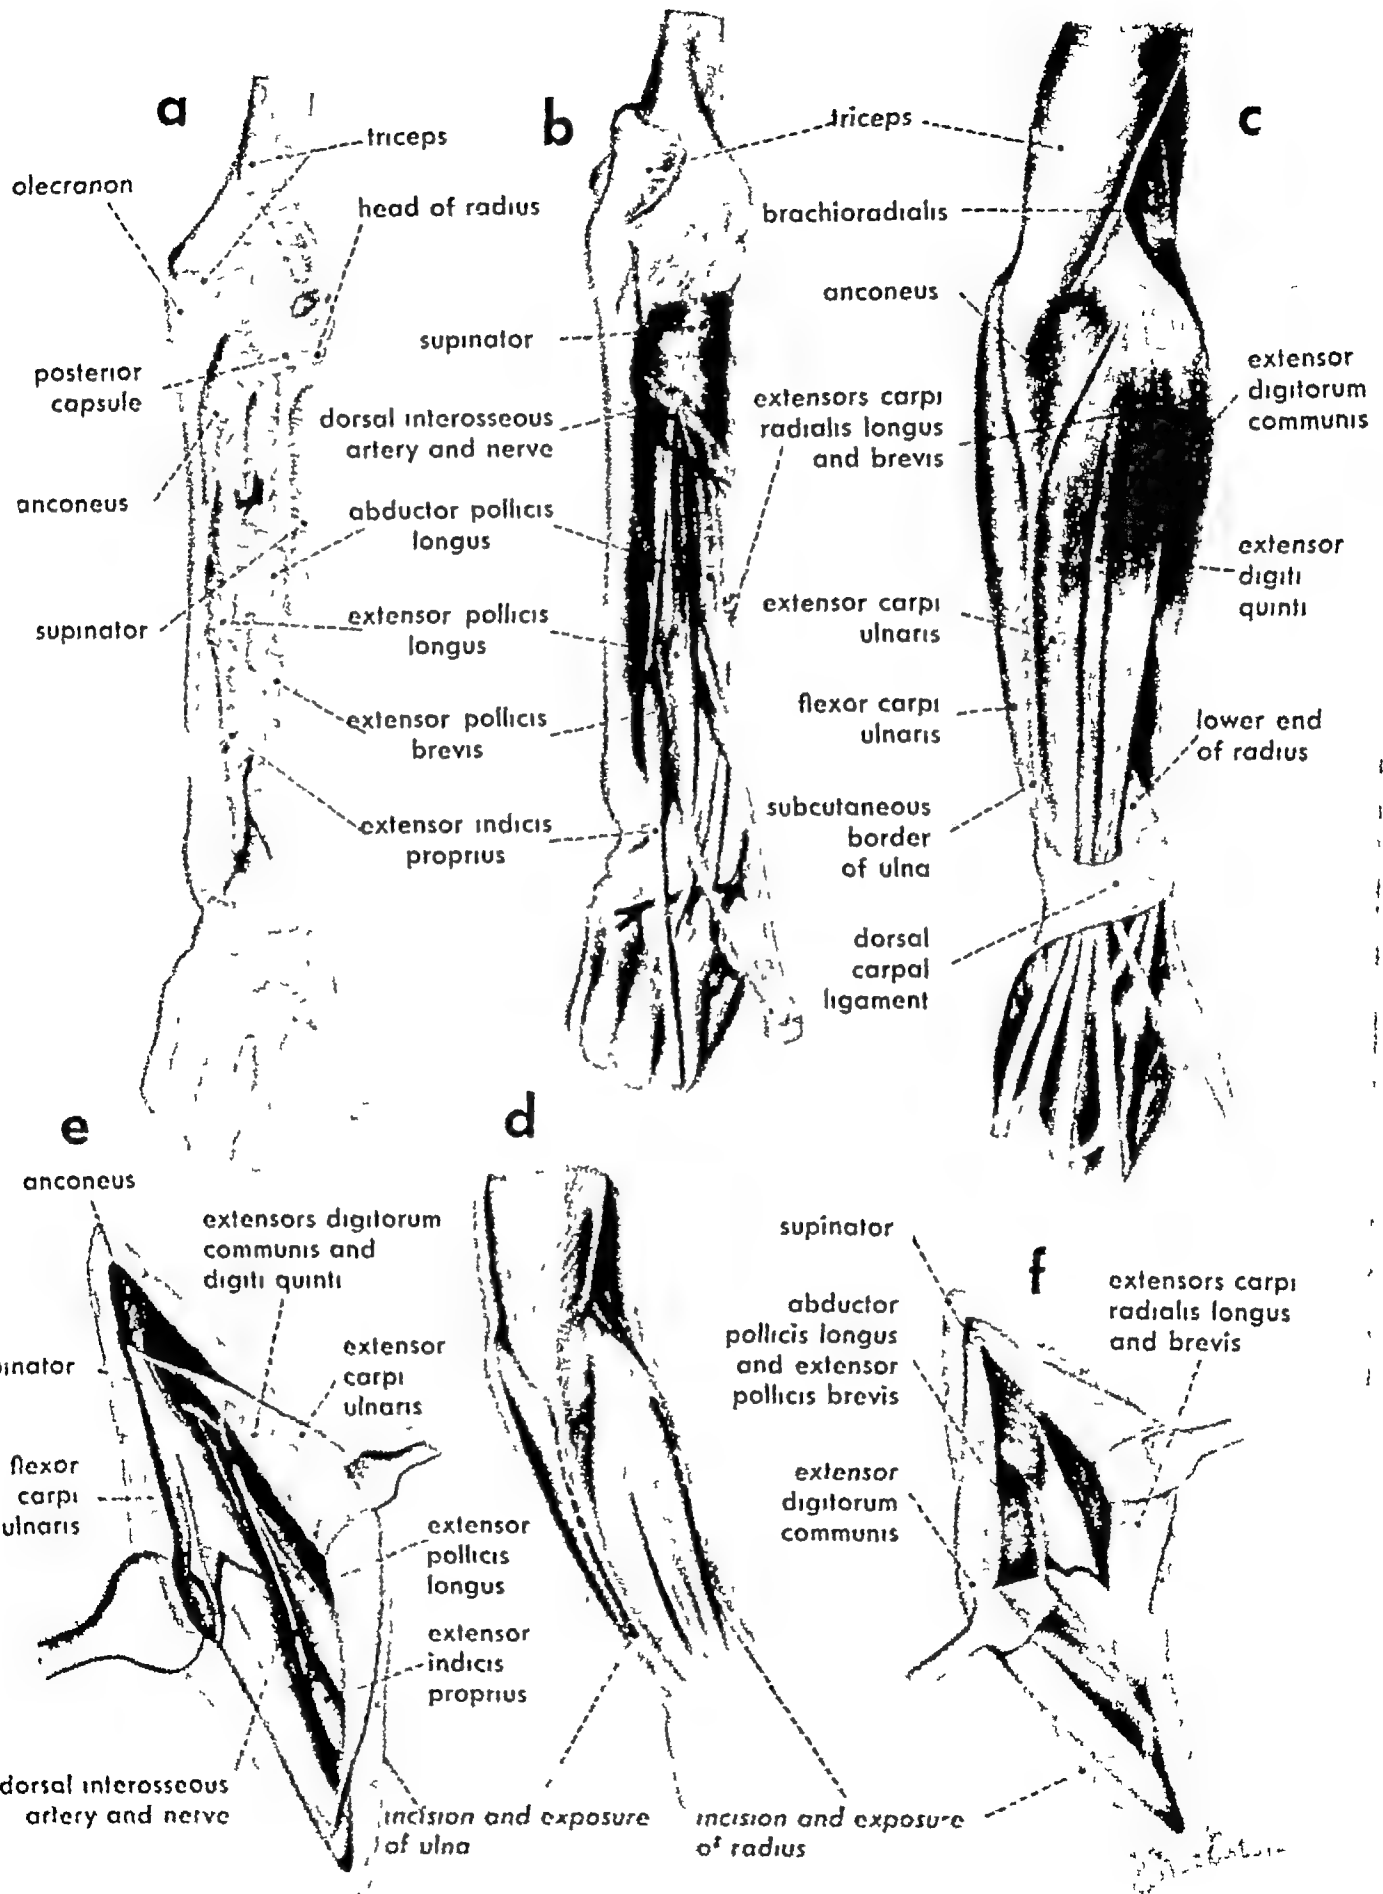 a
triceps
olecranon
head of radius
posterior
capsule
anconeus
supinator
b
triceps
c
brachioradialis
anconeus
supinator
dorsal interosseous
artery and nerve
extensors carpi
radialis longus
and brevis
extensor
digitorum
communis
abductor pollicis
longus
extensor
digiti
quinti
extensor pollicis
longus
extensor carpi
ulnaris
extensor pollicis
brevis
flexor carpi
ulnaris
lower end
of radius
extensor indicis
proprius
subcutaneous
border
of ulna
dorsal
carpal
ligament
e
anconeus
extensors digitorum
communis and
digiti quinti
inator
extensor
carpi
ulnaris
flexor
carpi
ulnaris
extensor
pollicis
longus
extensor
indicis
proprius
dorsal interosseous
artery and nerve
d
incision and exposure
of ulna
incision and exposure
of radius
f
supinator
abductor
pollicis longus
and extensor
pollicis brevis
extensors carpi
radialis longus
and brevis
extensor
digitorum
communis